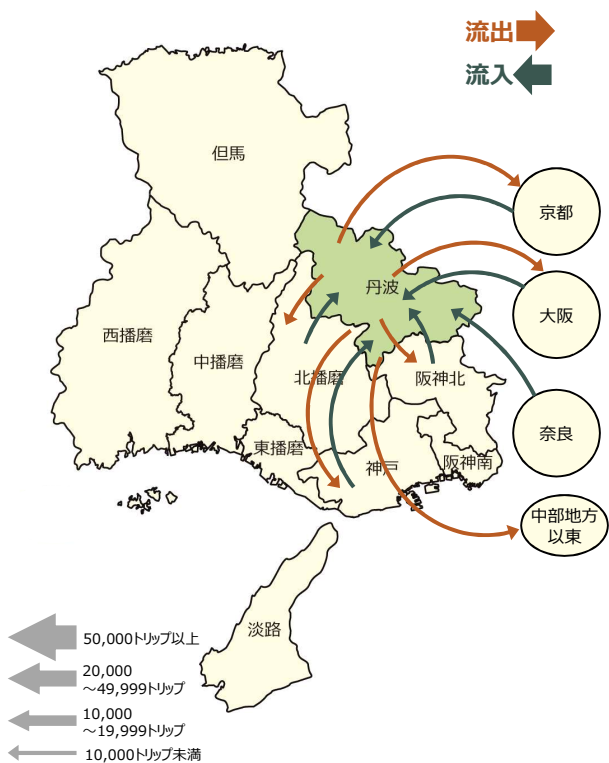 流出
流入
但馬
京都
丹波
大阪
西播磨
中播磨
北播磨
阪神北
奈良
東播磨
神戸
阪神南
中部地方
以東
淡路
50,000トリップ以上
20,000
～49,999トリップ
10,000
～19,999トリップ
10,000トリップ未満